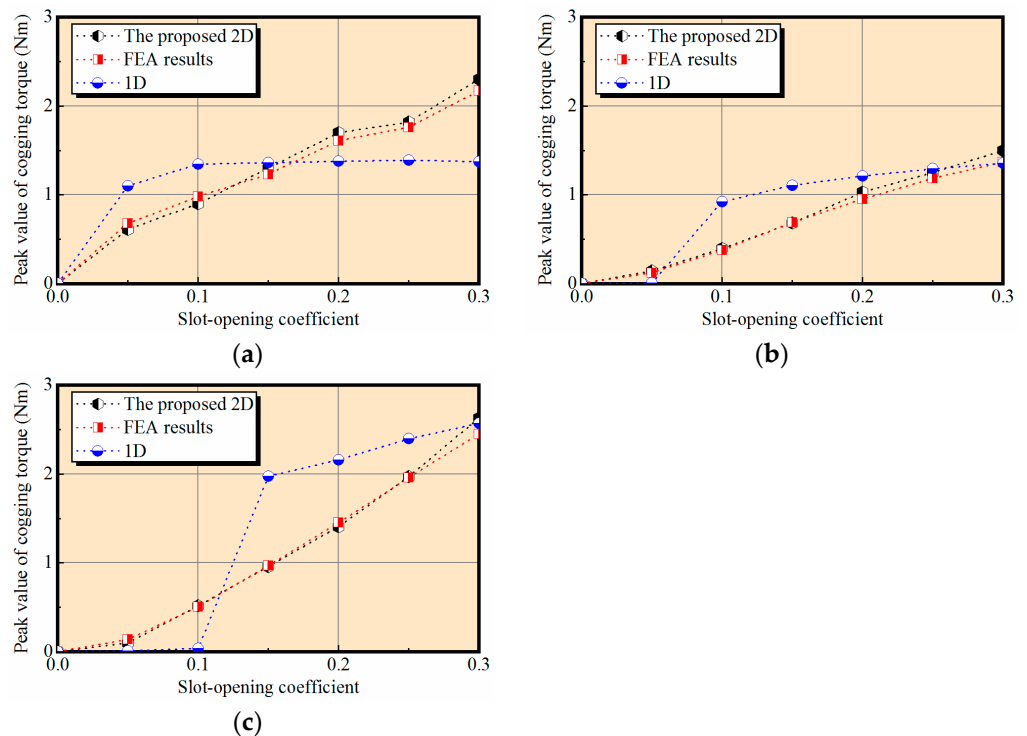 3
2
1
0
Peak value of cogging torque (Nm)
The proposed 2D
FEA results
1D
0.0 0.1 0.2 0.3
Slot-opening coefficient
(a)
3
2
1
0
Peak value of cogging torque (Nm)
The proposed 2D
FEA results
1D
0.0 0.1 0.2 0.3
Slot-opening coefficient
(b)
3
2
1
0
Peak value of cogging torque (Nm)
The proposed 2D
FEA results
1D
0.0 0.1 0.2 0.3
Slot-opening coefficient
(c)